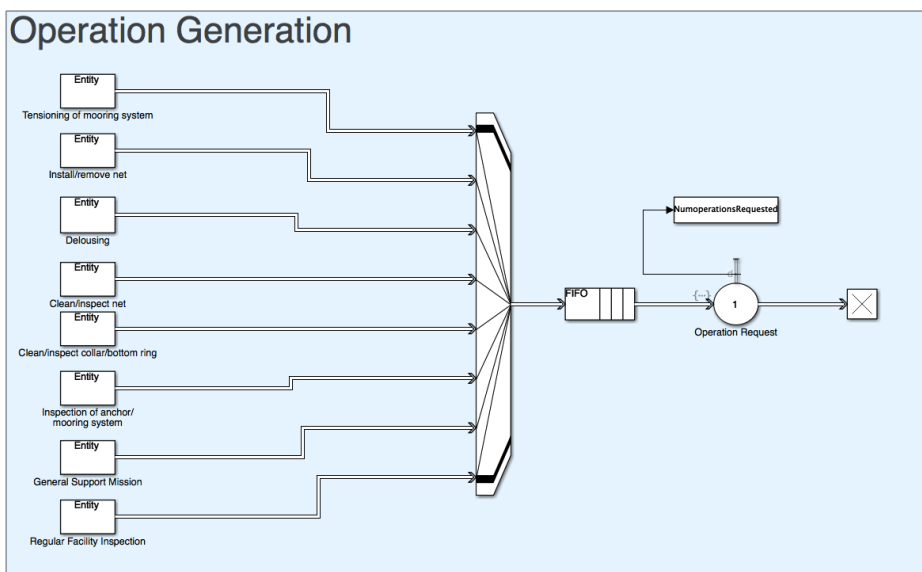 Operation Generation
Entity
Tensioning of mooring system
Entity
Install/remove net
Entity
Delousing
Entity
Clean/inspect net
Entity
Clean/inspect collar/bottom ring
Entity
Inspection of anchor/
mooring system
Entity
General Support Mission
Entity
Regular Facility Inspection
FIFO
NumoperationsRequested
{...}
d
1
Operation Request